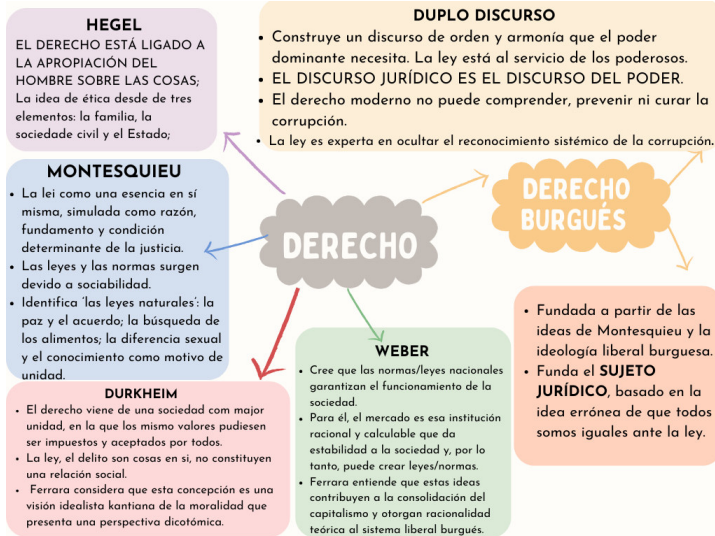 HEGEL
EL DERECHO ESTÁ LIGADO A
LA APROPIACIÓN DEL
HOMBRE SOBRE LAS COSAS;
La idea de ética desde de tres
elementos: la familia, la
sociedade civil y el Estado;
DUPLO DISCURSO
• Construye un discurso de orden y armonía que el poder
dominante necesita. La ley está al servicio de los poderosos.
• EL DISCURSO JURÍDICO ES EL DISCURSO DEL PODER.
• El derecho moderno no puede comprender, prevenir ni curar la
corrupción.
• La ley es experta en ocultar el reconocimiento sistémico de la corrupción.
MONTESQUIEU
• La lei como una esencia en sí
misma, simulada como razón,
fundamento y condición
determinante de la justicia.
• Las leyes y las normas surgen
devido a sociabilidad.
• Identifica 'las leyes naturales': la
paz y el acuerdo; la búsqueda de
los alimentos; la diferencia sexual
y el conocimiento como motivo de
unidad.
DERECHO
DERECHO
BURGUÉS
DURKHEIM
• El derecho viene de una sociedad com major
unidad, en la que los mismo valores pudiesen
ser impuestos y aceptados por todos.
• La ley, el delito son cosas en si, no constituyen
una relación social.
• Ferrara considera que esta concepción es una
visión idealista kantiana de la moralidad que
presenta una perspectiva dicotómica.
WEBER
• Cree que las normas/leyes nacionales
garantizan el funcionamiento de la
sociedad.
• Para él, el mercado es esa institución
racional y calculable que da
estabilidad a la sociedad y, por lo
tanto, puede crear leyes/normas.
• Ferrara entiende que estas ideas
contribuyen a la consolidación del
capitalismo y otorgan racionalidad
teórica al sistema liberal burgués.
• Fundada a partir de las
ideas de Montesquieu y la
ideología liberal burguesa.
• Funda el SUJETO
JURÍDICO, basado en la
idea errónea de que todos
somos iguales ante la ley.